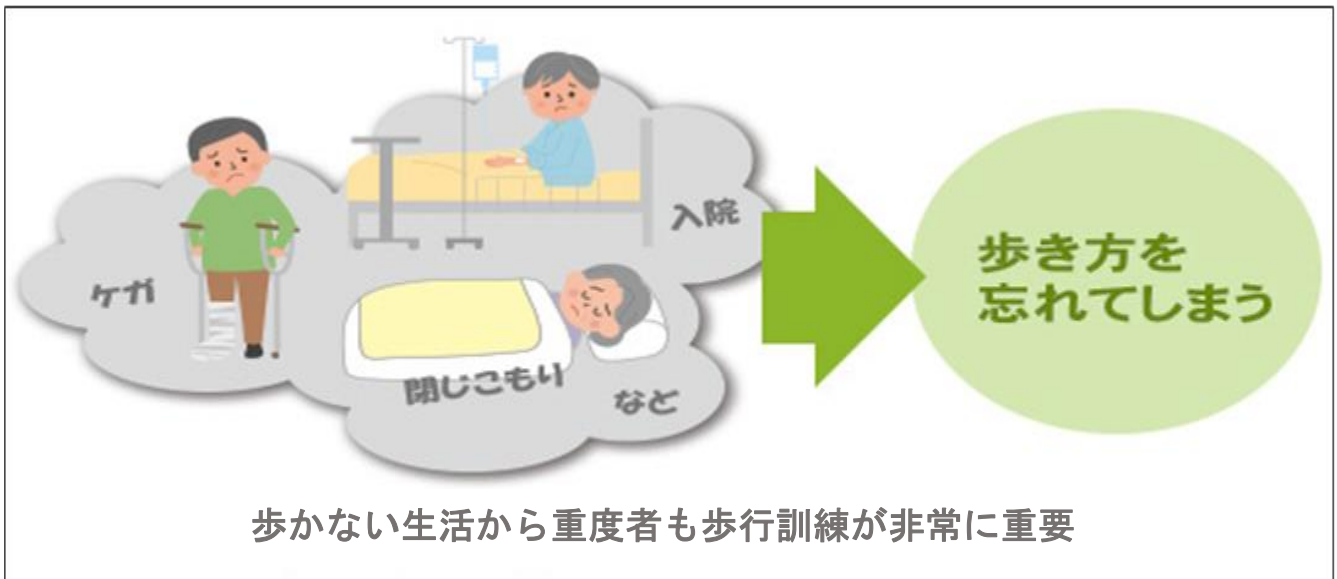 入院
ケガ
閉じこもり
など
歩き方を
忘れてしまう
歩かない生活から重度者も歩行訓練が非常に重要